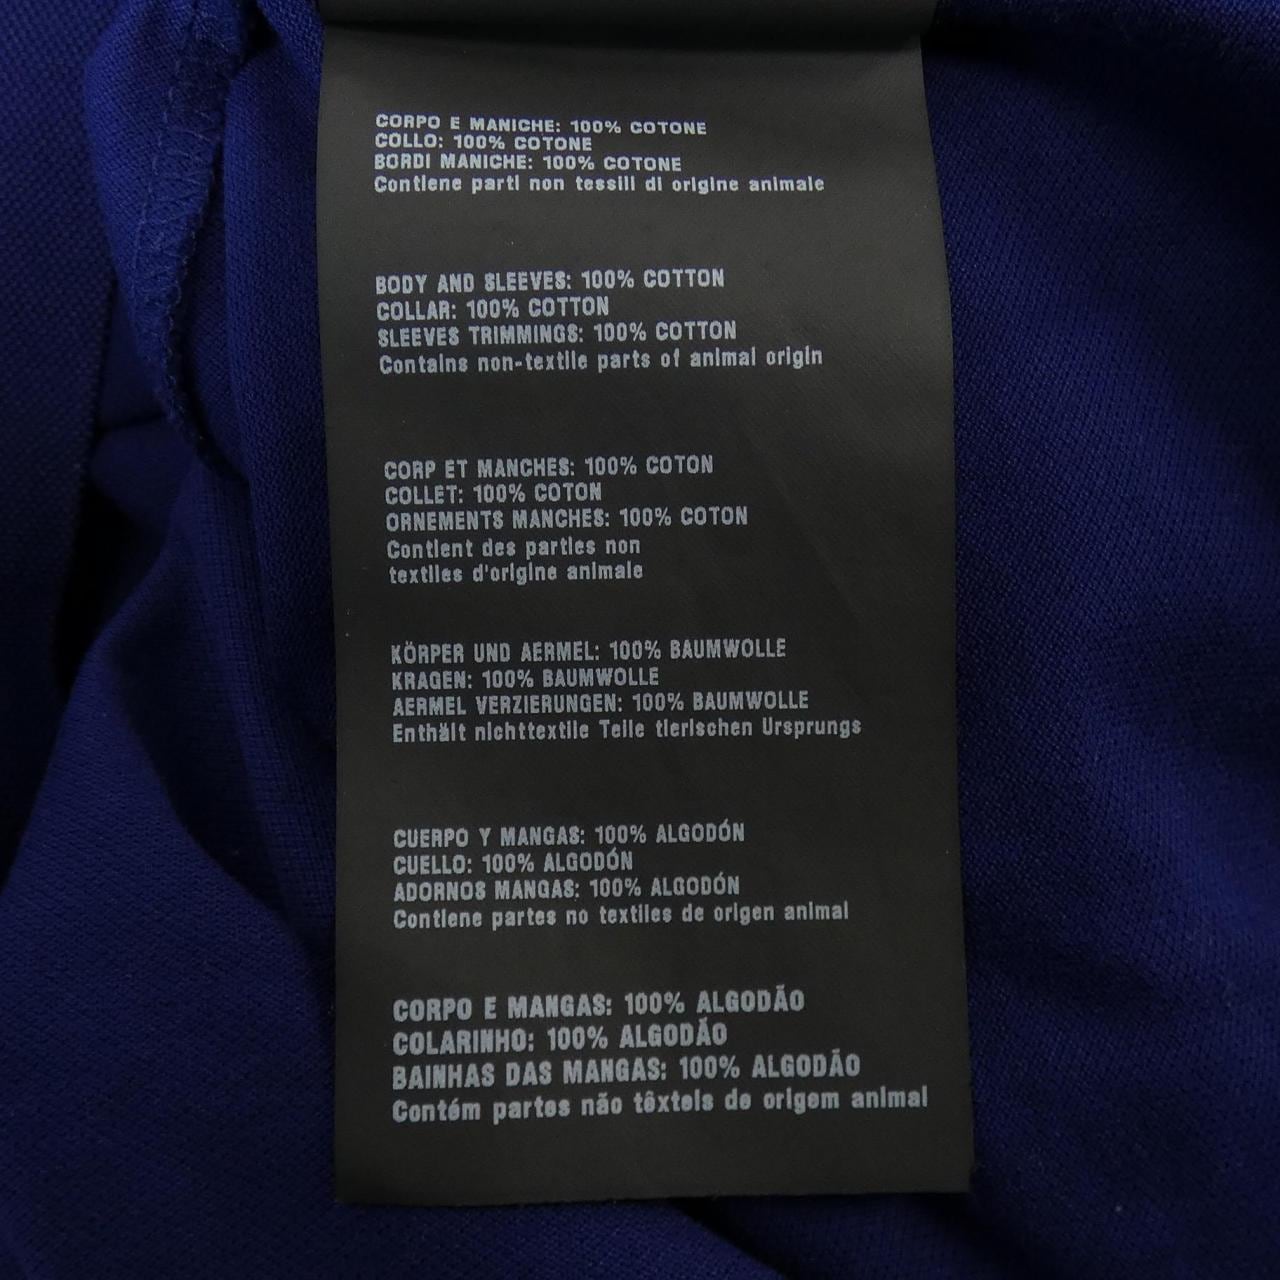 CORPO E MANICHE: 100% COTONE
COLLO: 100% COTONE
BORDI MANICHE: 100% COTONE
Contiene parti non tessili di origine animale
BODY AND SLEEVES: 100% COTTON
COLLAR: 100% COTTON
SLEEVES TRIMMINGS: 100% COTTON
Contains non-textile parts of animal origin
CORP ET MANCHES: 100% COTON
COLLET: 100% COTON
ORNEMENTS MANCHES: 100% COTON
Contient des parties non
textiles d'origine animale
KÖRPER UND AERMEL: 100% BAUMWOLLE
KRAGEN: 100% BAUMWOLLE
AERMEL VERZIERUNGEN: 100% BAUMWOLLE
Enthält nichttextile Teile tierischen Ursprungs
CUERPO Y MANGAS: 100% ALGODÓN
CUELLO: 100% ALGODÓN
ADORNOS MANGAS: 100% ALGODÓN
Contiene partes no textiles de origen animal
CORPO E MANGAS: 100% ALGODÃO
COLARINHO: 100% ALGODÃO
BAINHAS DAS MANGAS: 100% ALGODÃO
Contém partes não têxteis de origem animal